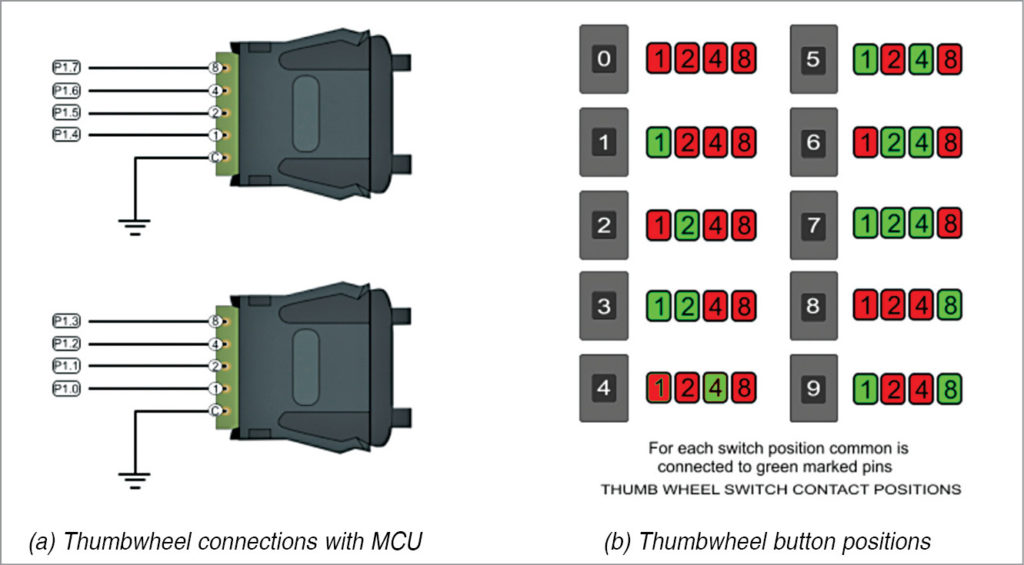 P1.7
8
P1.6
4
P1.5
2
P1.4
1
C
P1.3
8
P1.2
4
P1.1
2
P1.0
1
C
0 1 2 4 8
5 1 2 4 8
1 1 2 4 8
6 1 2 4 8
2 1 2 4 8
7 1 2 4 8
3 1 2 4 8
8 1 2 4 8
4 1 2 4 8
9 1 2 4 8
For each switch position common is
connected to green marked pins
THUMB WHEEL SWITCH CONTACT POSITIONS
(a) Thumbwheel connections with MCU
(b) Thumbwheel button positions